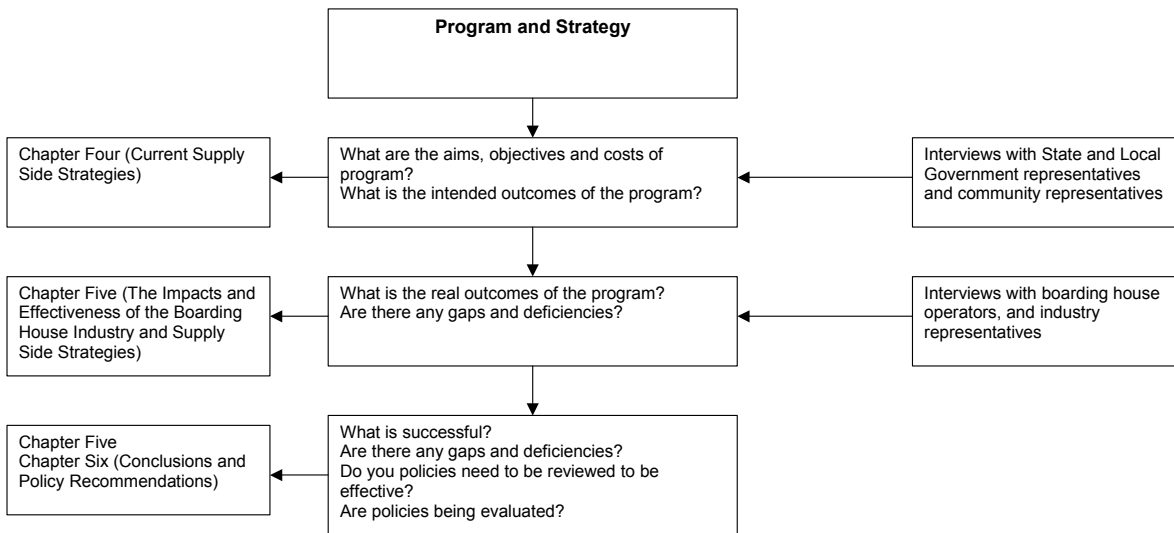 Program and Strategy
Chapter Four (Current Supply
Side Strategies)
What are the aims, objectives and costs of
program?
What is the intended outcomes of the program?
Interviews with State and Local
Government representatives
and community representatives
Chapter Five (The Impacts and
Effectiveness of the Boarding
House Industry and Supply
Side Strategies)
What is the real outcomes of the program?
Are there any gaps and deficiencies?
Interviews with boarding house
operators, and industry
representatives
Chapter Five
Chapter Six (Conclusions and
Policy Recommendations)
What is successful?
Are there any gaps and deficiencies?
Do you policies need to be reviewed to be
effective?
Are policies being evaluated?